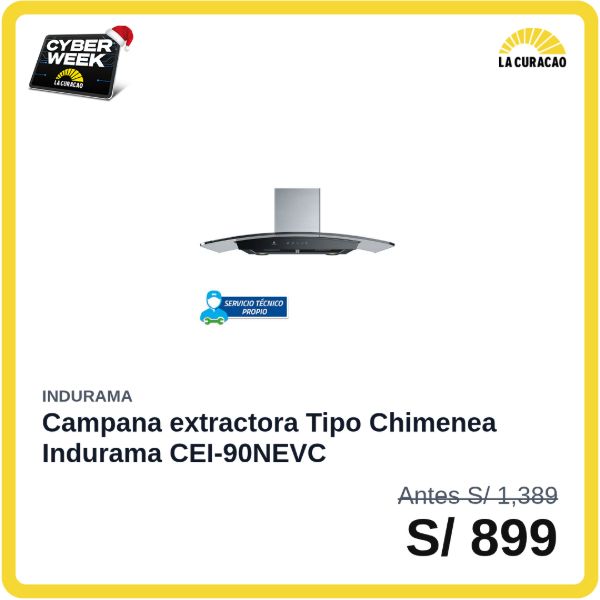 CYBER
WEEK
LA CURACAO
LA CURACAO
SERVICIO TÉCNICO
PROPIO
INDURAMA
Campana extractora Tipo Chimenea
Indurama CEI-90NEVC
Antes S/ 1,389
S/ 899